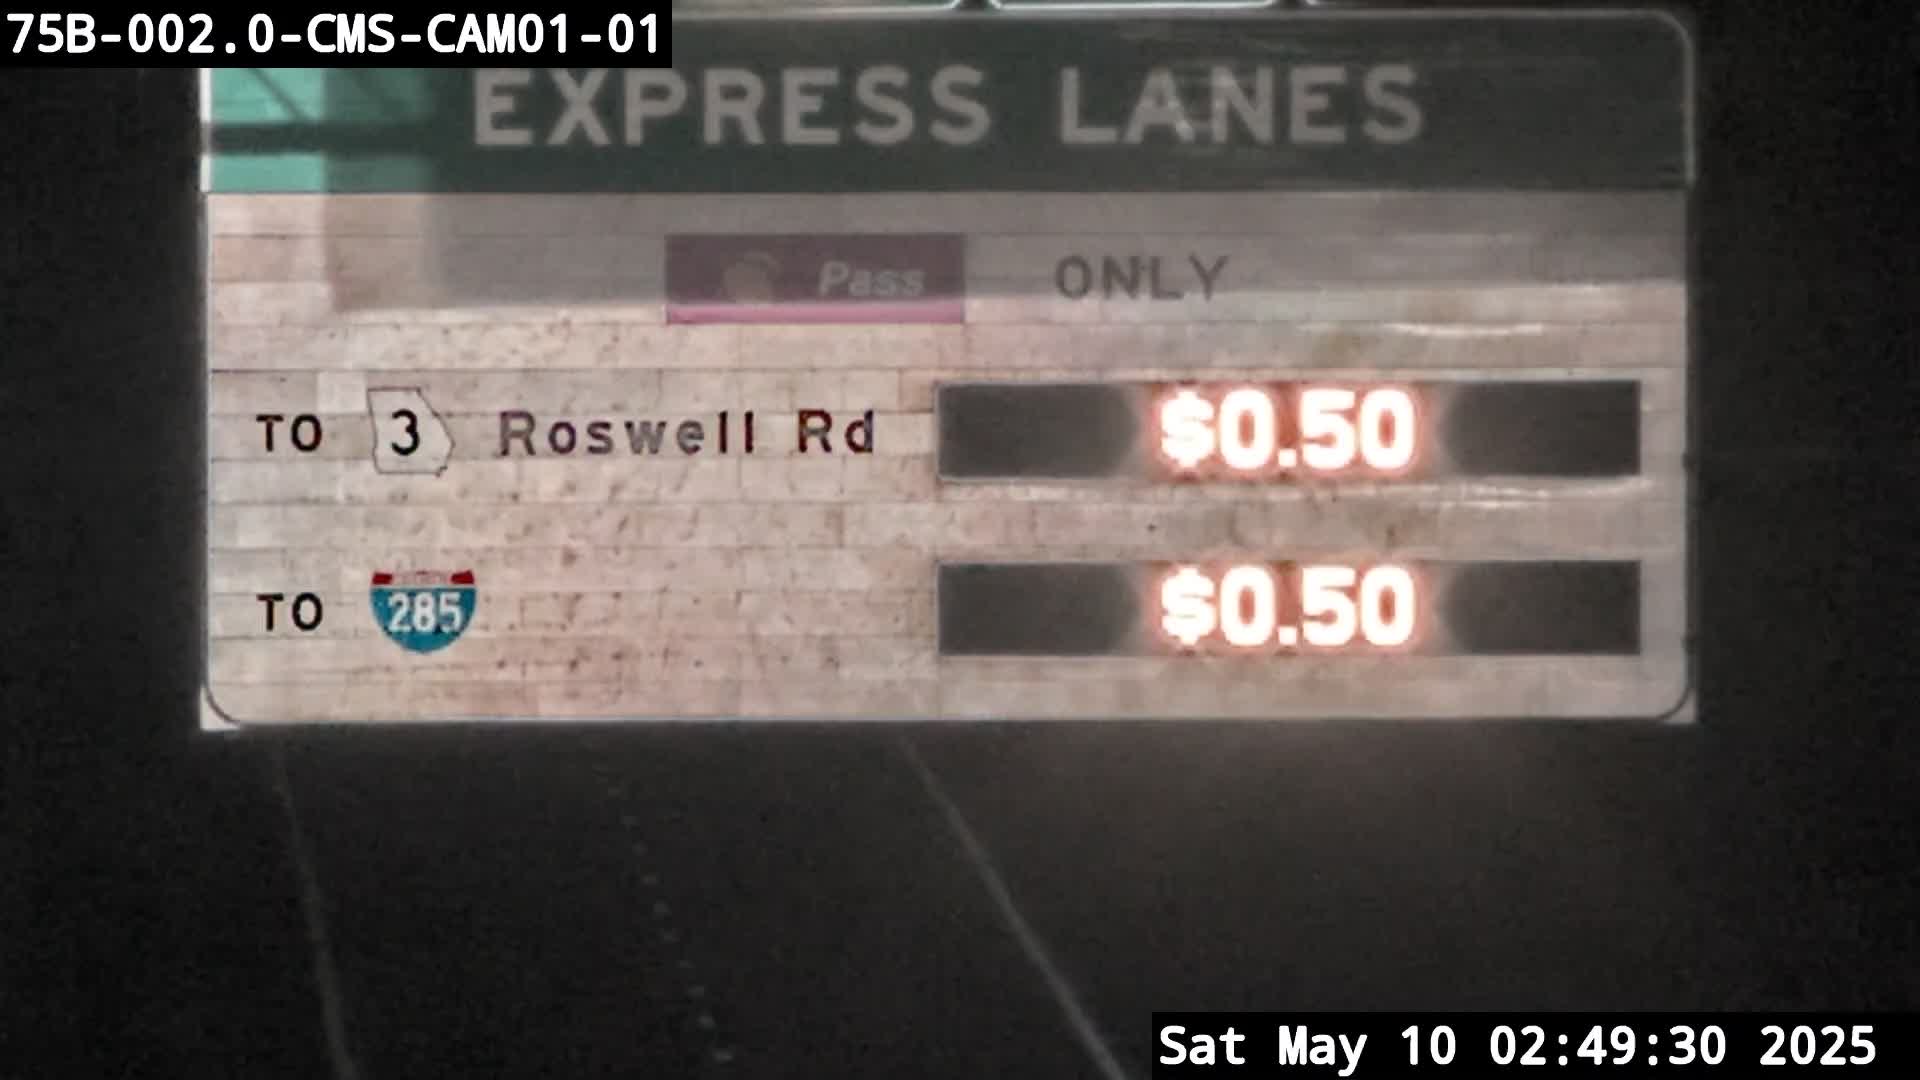 75B-002.0-CMS-CAM01-01
EXPRESS LANES
Pass ONLY
TO 3 Roswell Rd $0.50
TO 285 $0.50
Sat May 10 02:49:30 2025